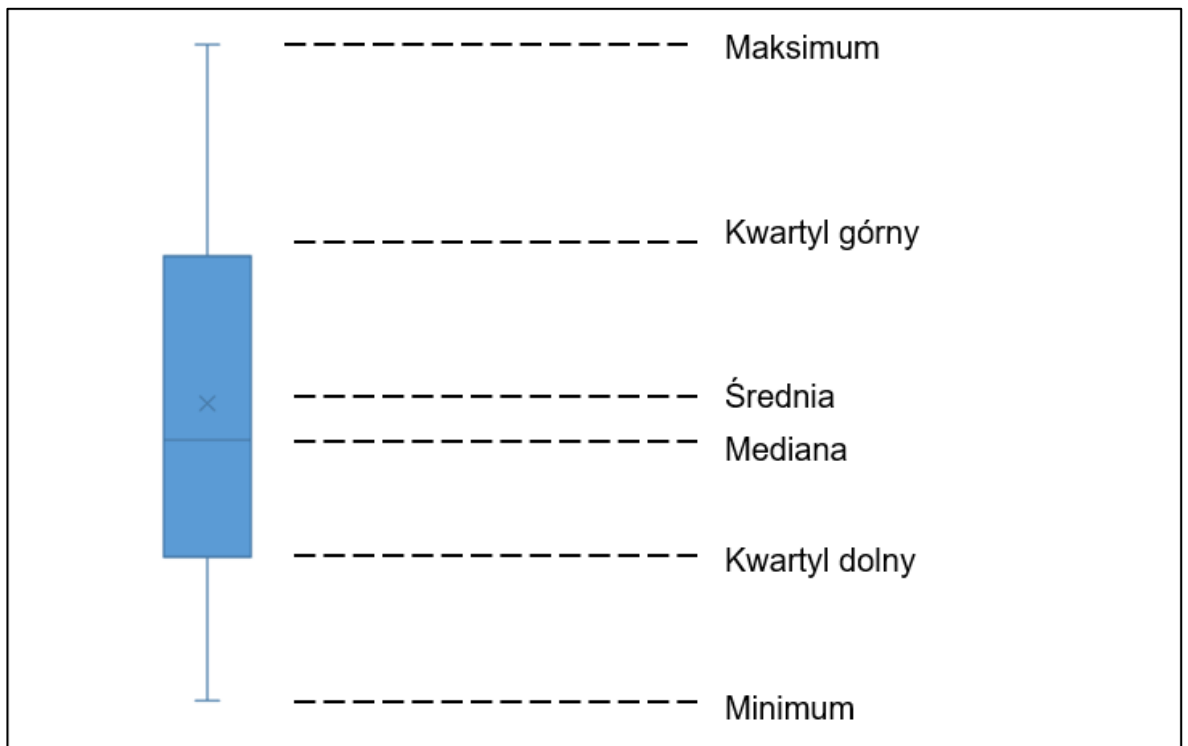 Maksimum
Kwartyl górny
Średnia
Mediana
Kwartyl dolny
Minimum